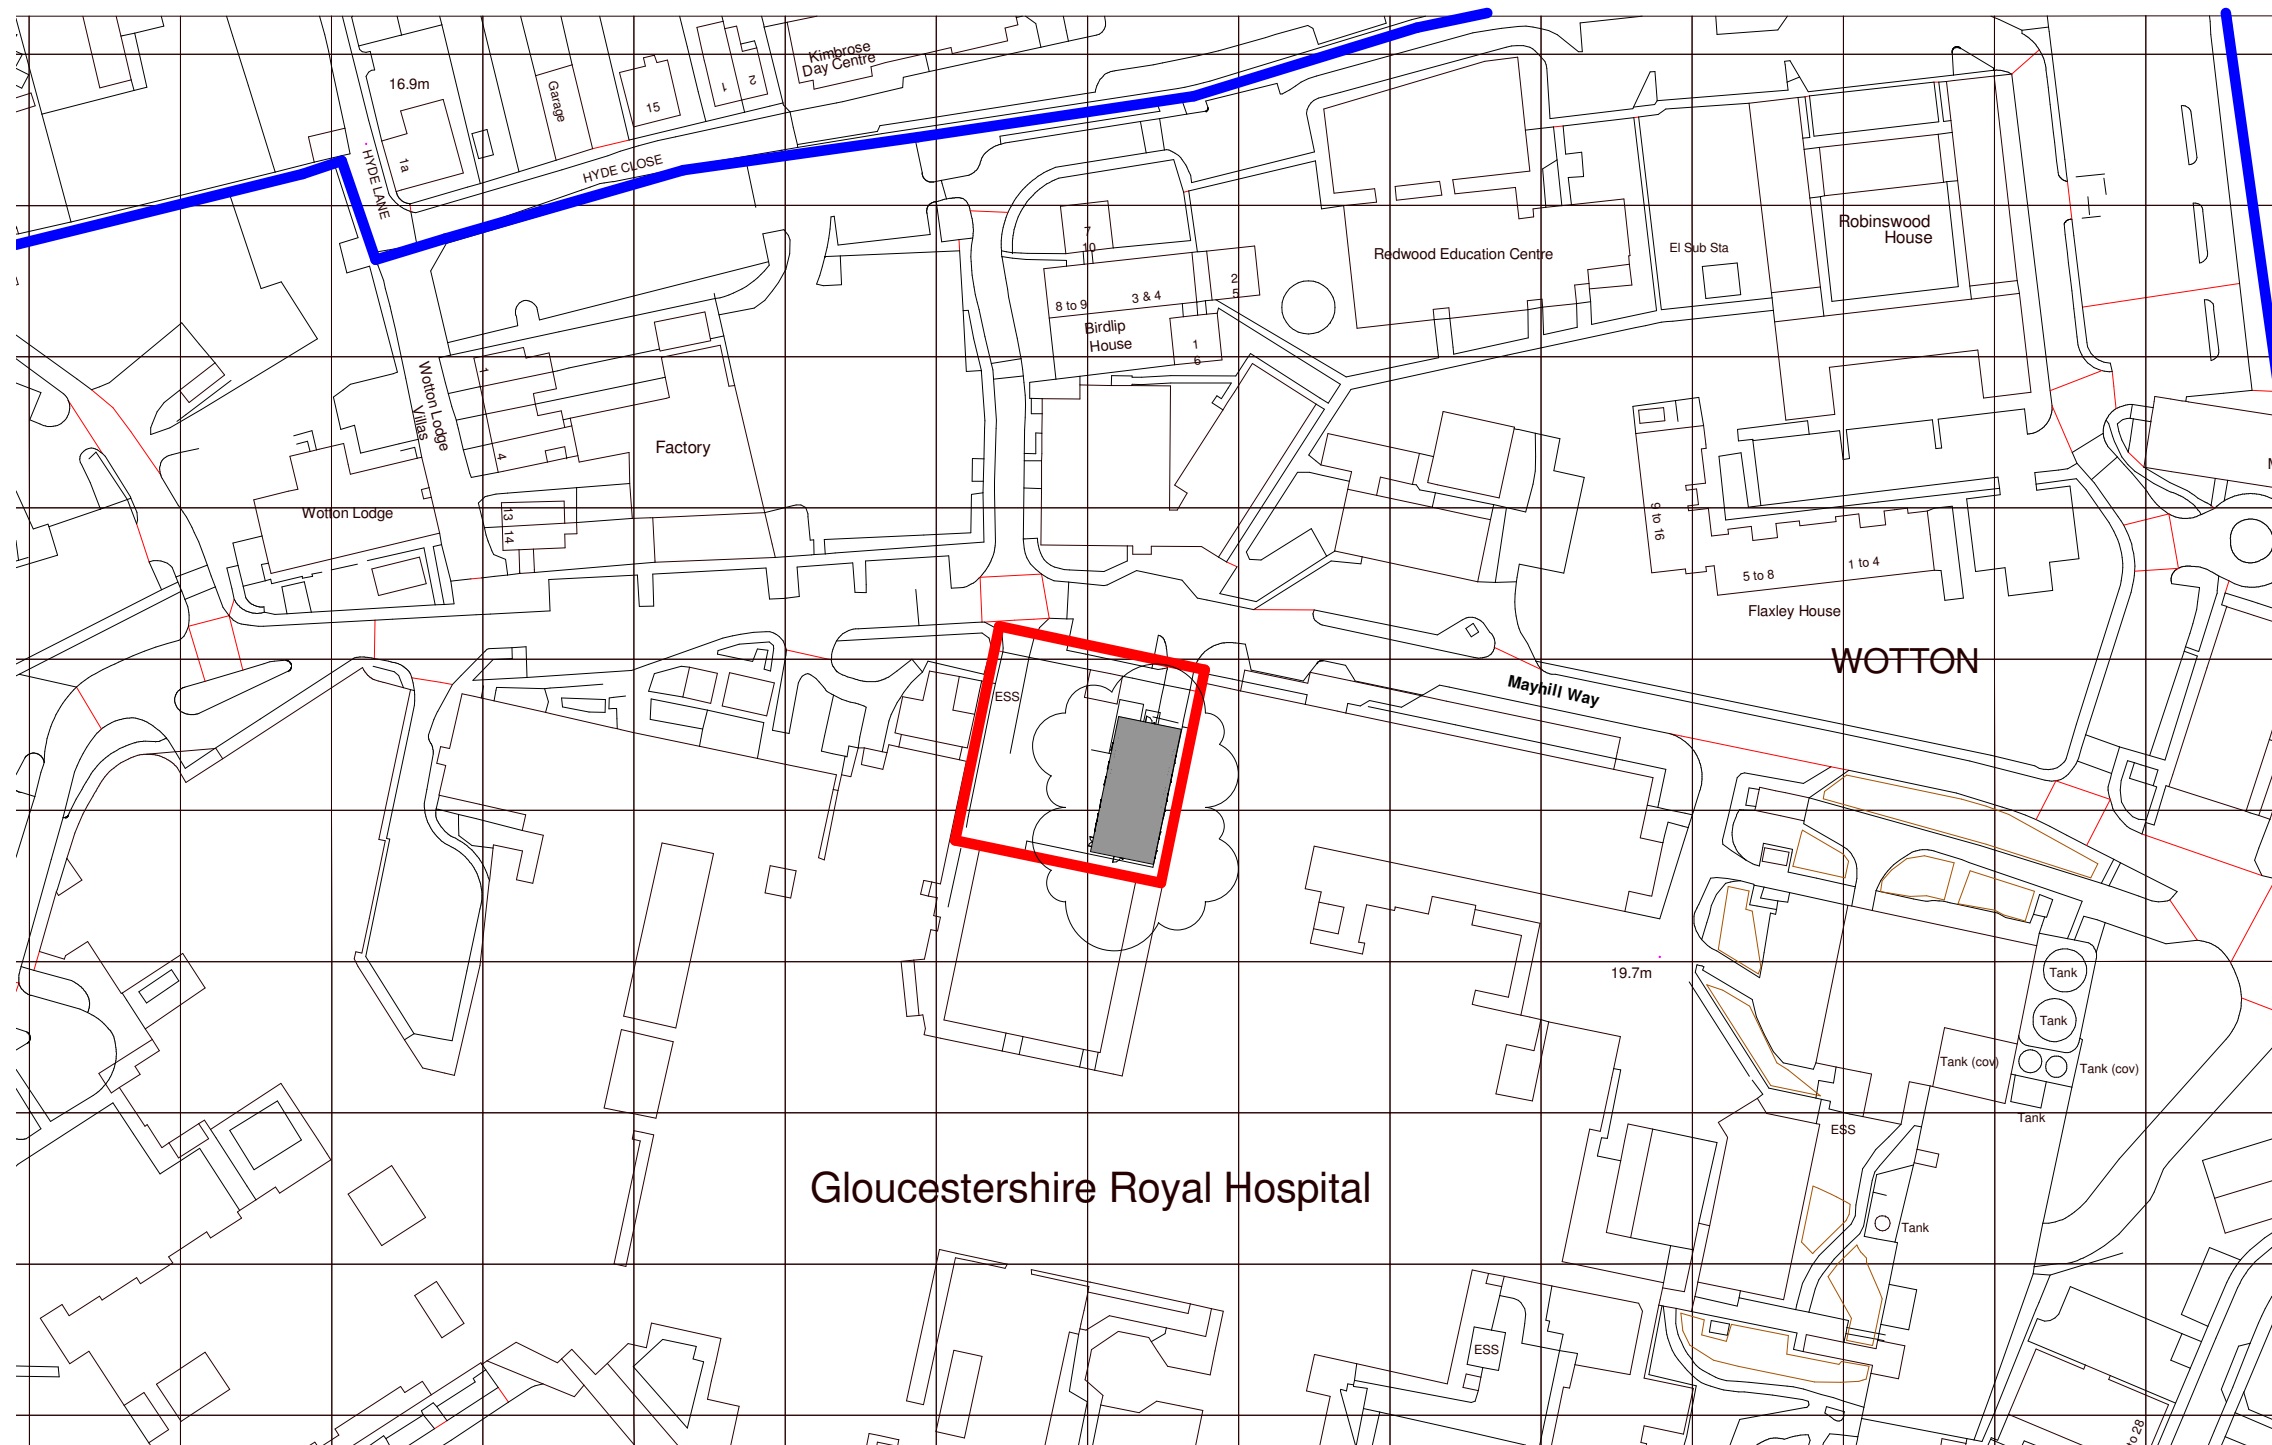 Kimbrose
Day Centre
16.9m
Garage
15
1
2
1a
HYDE LANE
HYDE CLOSE
7
10
Redwood Education Centre
El Sub Sta
Robinswood
House
8 to 9
3 & 4
2
5
Birdlip
House
1
6
Wotton Lodge
Villas
1
4
Factory
Wotton Lodge
13
14
9 to 16
5 to 8
1 to 4
Flaxley House
WOTTON
Mayhill Way
ESS
19.7m
Tank
Tank
Tank (cov)
Tank (cov)
Tank
ESS
Gloucestershire Royal Hospital
Tank
ESS
to 28